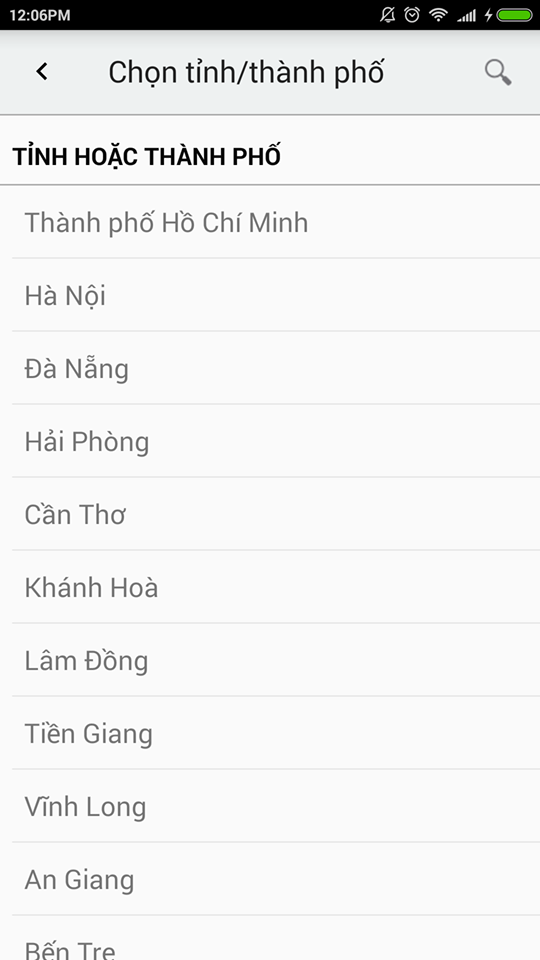 12:06PM
Chọn tỉnh/thành phố
TỈNH HOẶC THÀNH PHỐ
Thành phố Hồ Chí Minh
Hà Nội
Đà Nẵng
Hải Phòng
Cần Thơ
Khánh Hoà
Lâm Đồng
Tiền Giang
Vĩnh Long
An Giang
Bến Tre